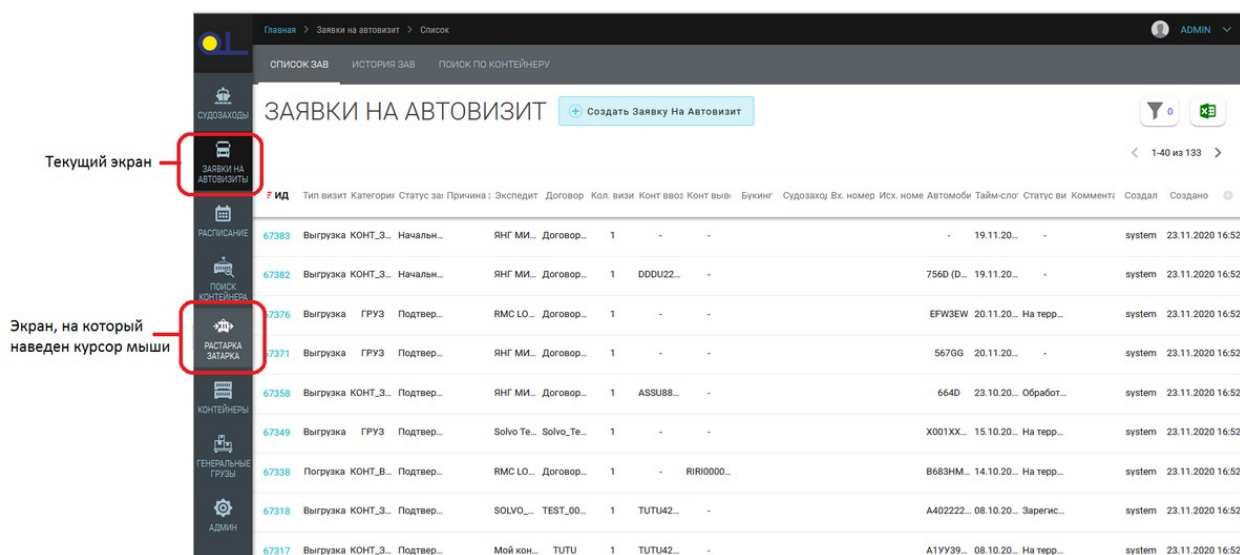 Главная > Заявки на автовизит > Список
ADMIN
СПИСОК ЗАВ ИСТОРИЯ ЗАВ ПОИСК ПО КОНТЕЙНЕРУ
ЗАЯВКИ НА АВТОВИЗИТ
Создать Заявку На Автовизит
0
1-40 из 133
СУДОЗАХОДЫ
ЗАЯВКИ НА
АВТОВИЗИТЫ
РАСПИСАНИЕ
ПОИСК
КОНТЕЙНЕРА
РАСТАРКА
ЗАТАРКА
КОНТЕЙНЕРЫ
ГЕНЕРАЛЬНЫЕ
ГРУЗЫ
АДМИН
Текущий экран
Экран, на который
наведен курсор мыши
ИД Тип визит Категори Статус за Причина Экспедит Договор Кол. визи Конт ввоз Конт выв Букинг Судозахо Вх. номер Исх. номе Автомоби Тайм-сло Статус ви Коммента Создал Создано
67383 Выгрузка КОНТ_З... Начальн... ЯНГ МИ... Договор... 1 - - - 19.11.20... - system 23.11.2020 16:52
67382 Выгрузка КОНТ_З... Начальн... ЯНГ МИ... Договор... 1 DDDU22... - 756D (D... 19.11.20... - system 23.11.2020 16:52
67376 Выгрузка ГРУЗ Подтвер... RMC LO... Договор... 1 - - EFW3EW 20.11.20... На терр... system 23.11.2020 16:52
67371 Выгрузка ГРУЗ Подтвер... ЯНГ МИ... Договор... 1 - - 567GG 20.11.20... - system 23.11.2020 16:52
67358 Выгрузка КОНТ_З... Подтвер... ЯНГ МИ... Договор... 1 ASSU88... - 664D 23.10.20... Обработ... system 23.11.2020 16:52
67349 Выгрузка ГРУЗ Подтвер... Solvo Te... Solvo_Te... 1 - - X001XX... 15.10.20... На терр... system 23.11.2020 16:52
67338 Погрузка КОНТ_В... Подтвер... RMC LO... Договор... 1 - RIRI0000... B683HM... 14.10.20... На терр... system 23.11.2020 16:52
67318 Выгрузка КОНТ_З... Подтвер... SOLVO_... TEST_00... 1 TUTU42... - A402222... 08.10.20... Зарегис... system 23.11.2020 16:52
67317 Выгрузка КОНТ_З... Подтвер... Мой кон... TUTU 1 TUTU42... - А1УУ39... 08.10.20... На терр... system 23.11.2020 16:52